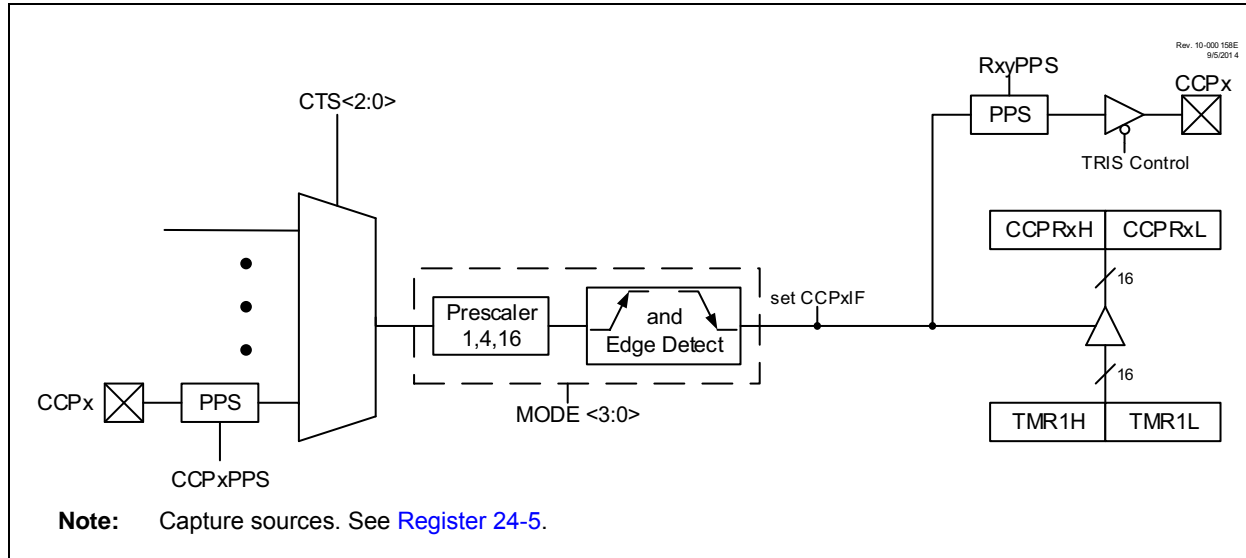 Rev. 10-000 158E
9/5/2014
RxyPPS
CCPx
CTS<2:0>
PPS
TRIS Control
CCPRxH CCPRxL
16
Prescaler
1,4,16
and
Edge Detect
set CCPxIF
16
CCPx
PPS
MODE <3:0>
TMR1H TMR1L
CCPxPPS
Note: Capture sources. See Register 24-5.